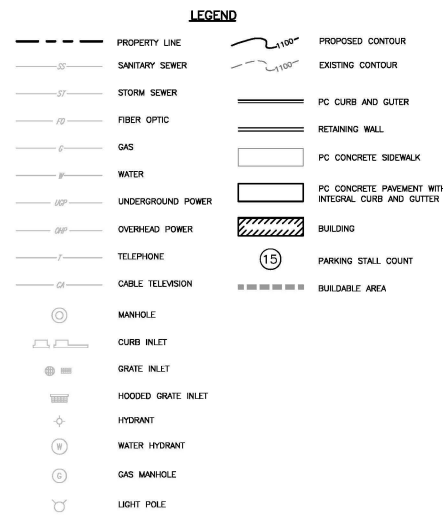 LEGEND
PROPERTY LINE
SS SANITARY SEWER
ST STORM SEWER
FO FIBER OPTIC
G GAS
W WATER
UGP UNDERGROUND POWER
OHP OVERHEAD POWER
T TELEPHONE
CA CABLE TELEVISION
MANHOLE
CURB INLET
GRATE INLET
HOODED GRATE INLET
HYDRANT
W WATER HYDRANT
G GAS MANHOLE
LIGHT POLE
1100 PROPOSED CONTOUR
1100 EXISTING CONTOUR
PC CURB AND GUTER
RETAINING WALL
PC CONCRETE SIDEWALK
PC CONCRETE PAVEMENT WITH
INTEGRAL CURB AND GUTTER
BUILDING
15 PARKING STALL COUNT
BUILDABLE AREA